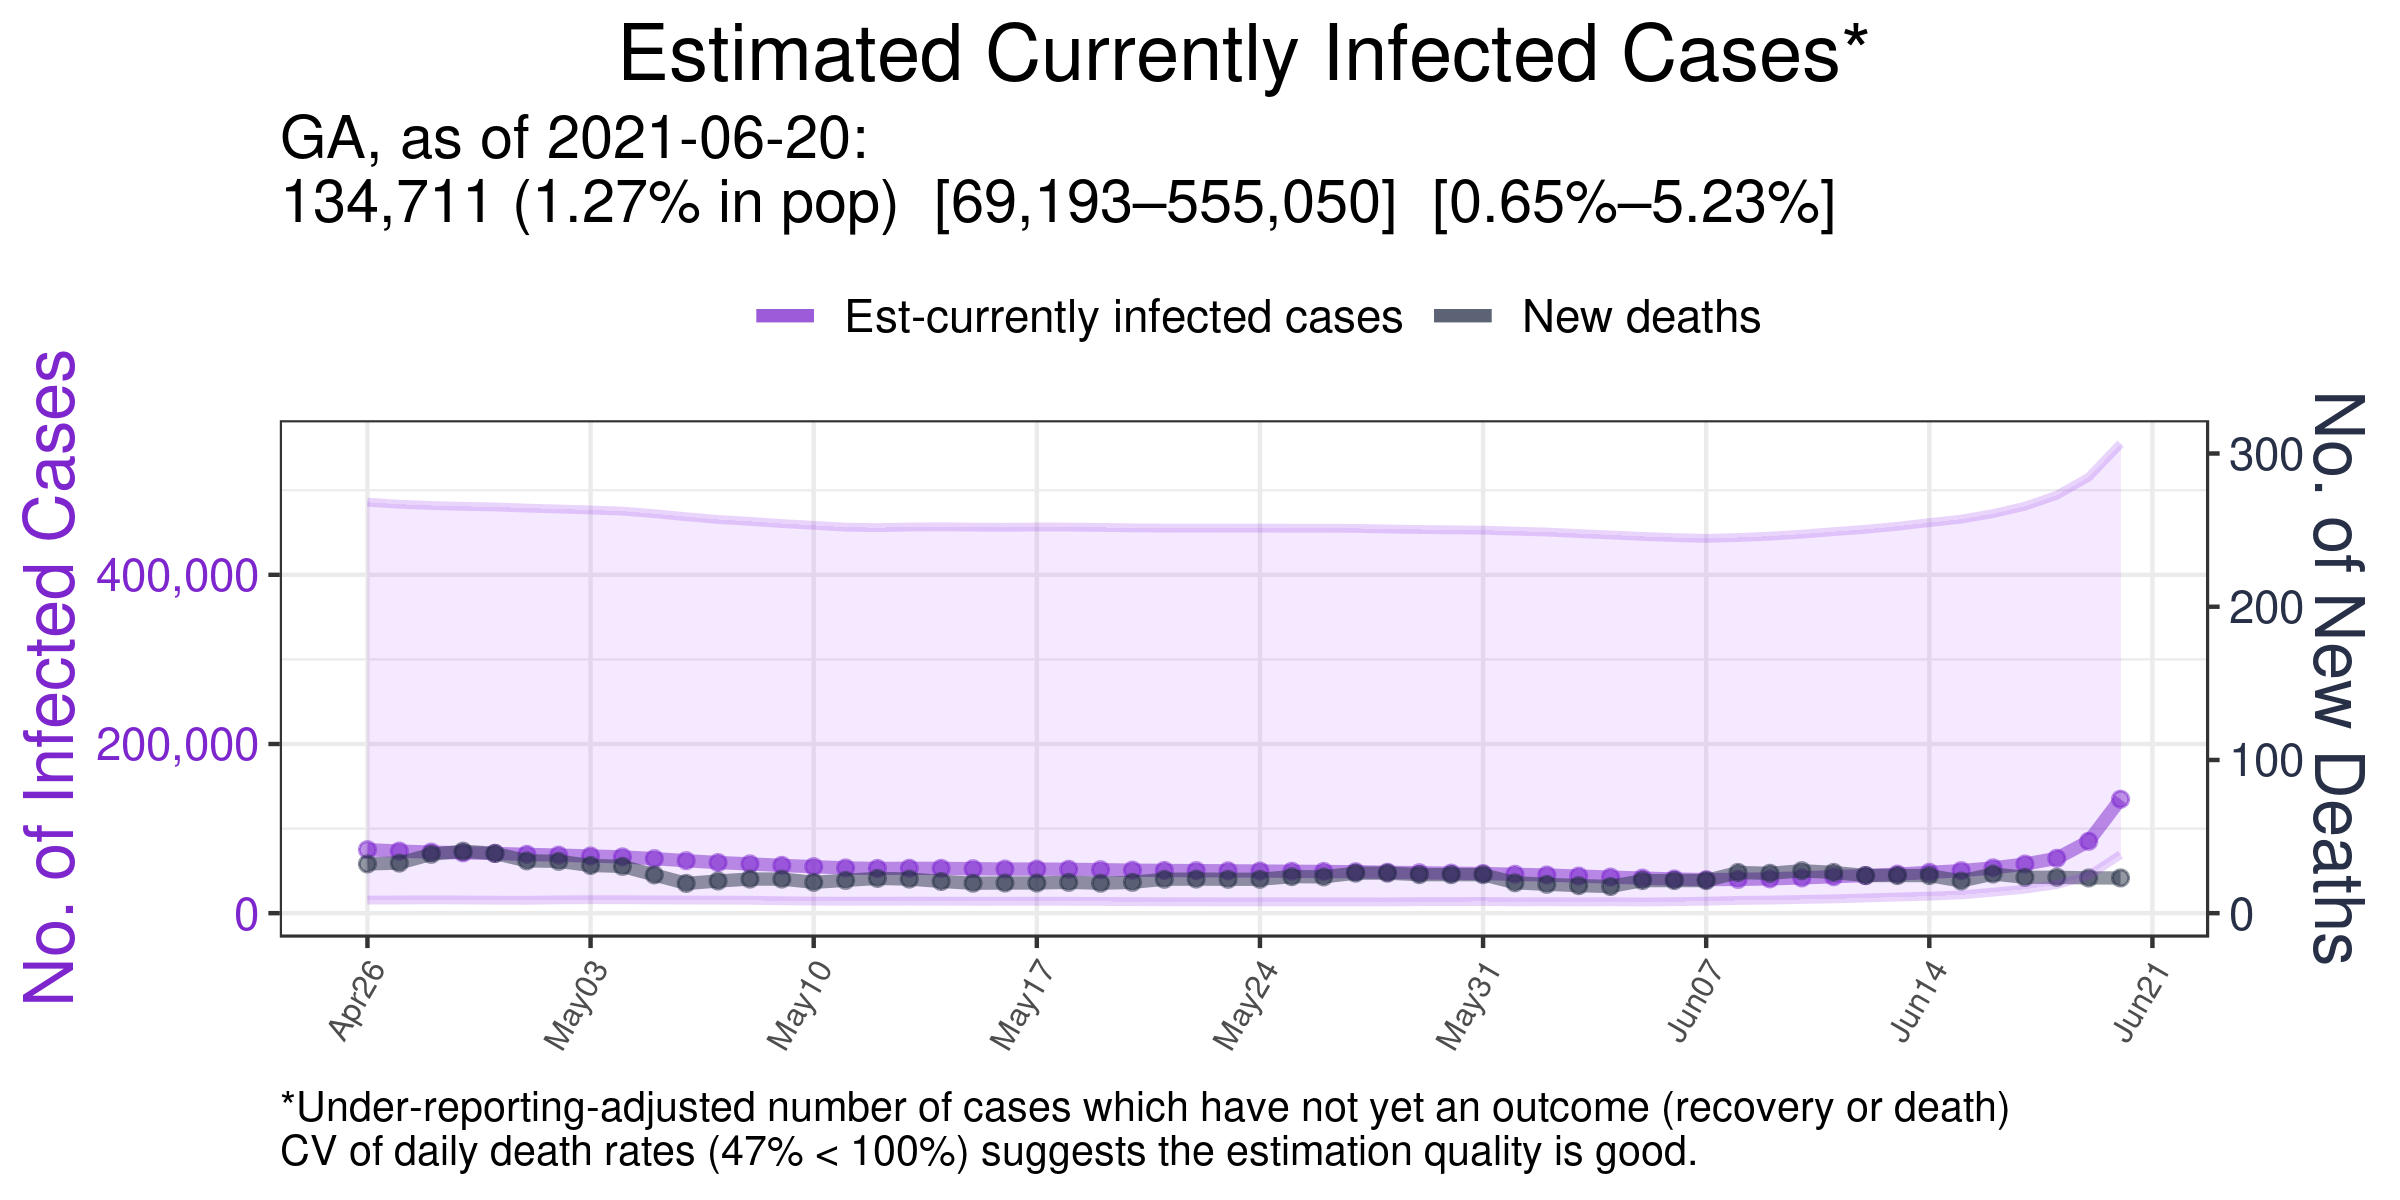 Estimated Currently Infected Cases*
GA, as of 2021-06-20:
134,711 (1.27% in pop)  [69,193–555,050]  [0.65%–5.23%]
Est-currently infected cases
New deaths
No. of Infected Cases
400,000
200,000
0
300
200
100
0
No. of New Deaths
Apr26
May03
May10
May17
May24
May31
Jun07
Jun14
Jun21
*Under-reporting-adjusted number of cases which have not yet an outcome (recovery or death)
CV of daily death rates (47% < 100%) suggests the estimation quality is good.